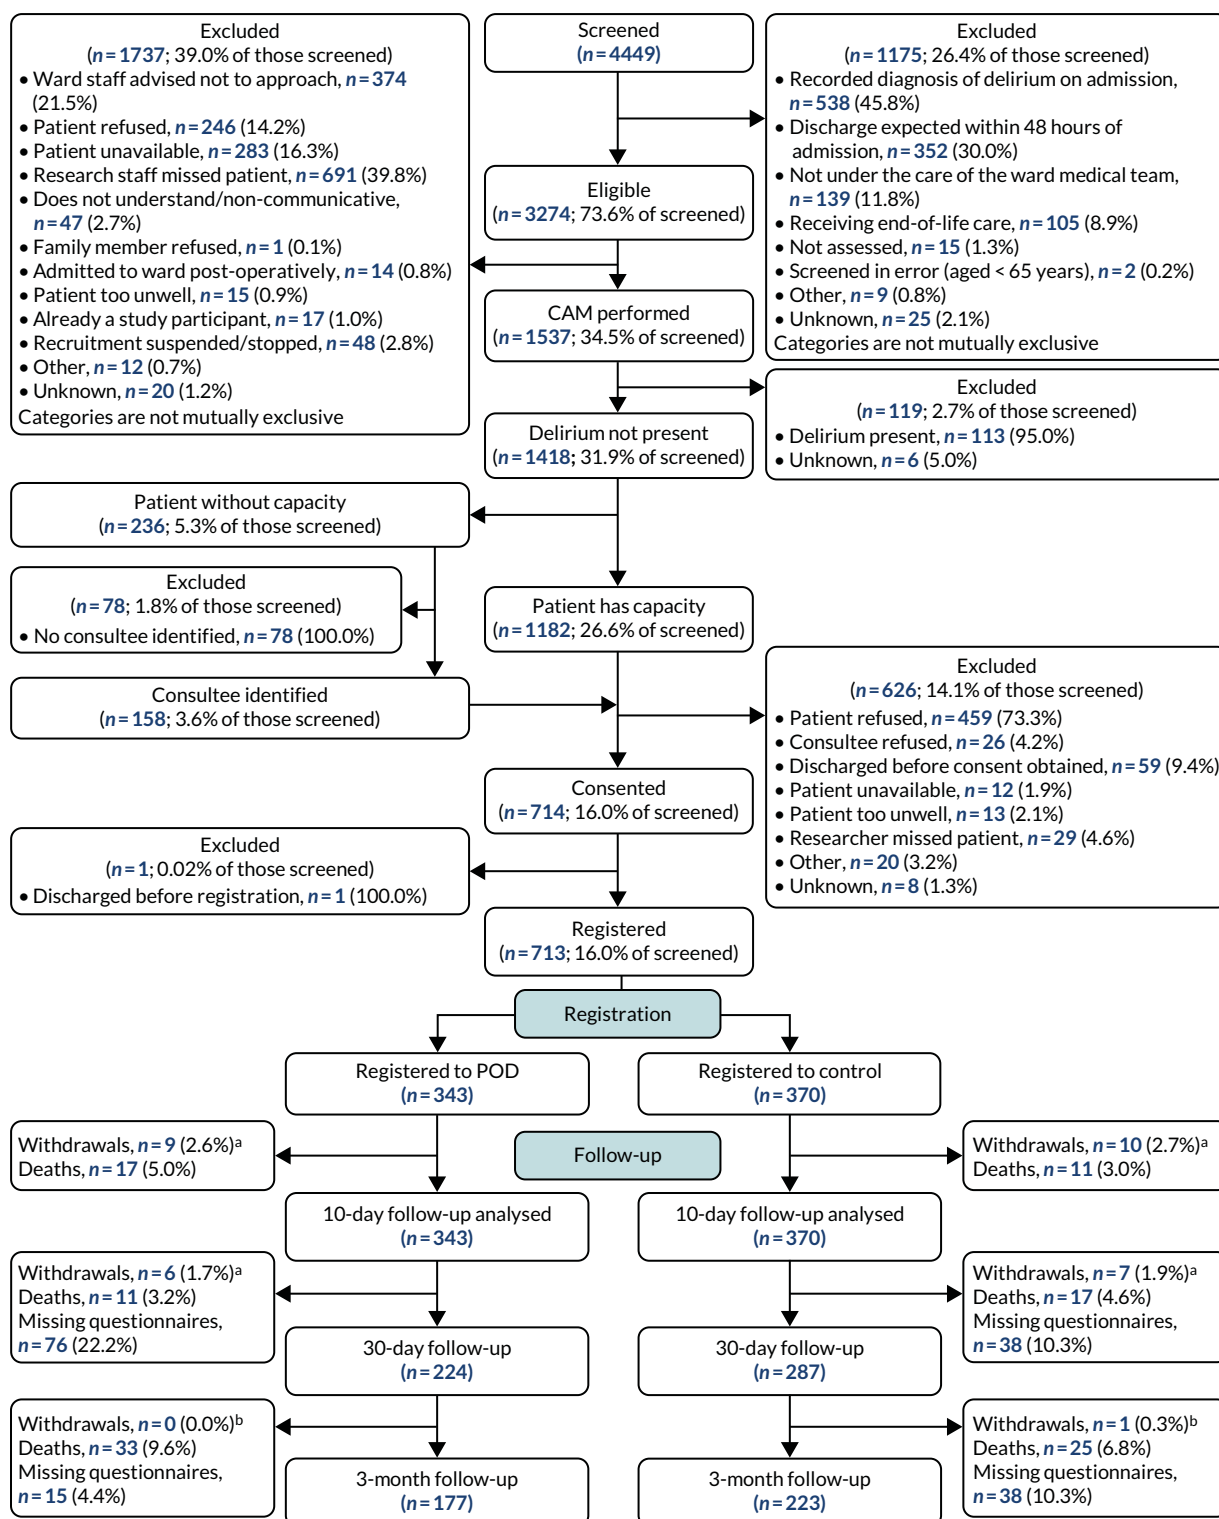 Screened
(n = 4449)
Excluded
(n = 1737; 39.0% of those screened)
• Ward staff advised not to approach, n = 374
(21.5%)
• Patient refused, n = 246 (14.2%)
• Patient unavailable, n = 283 (16.3%)
• Research staff missed patient, n = 691 (39.8%)
• Does not understand/non-communicative,
n = 47 (2.7%)
• Family member refused, n = 1 (0.1%)
• Admitted to ward post-operatively, n = 14 (0.8%)
• Patient too unwell, n = 15 (0.9%)
• Already a study participant, n = 17 (1.0%)
• Recruitment suspended/stopped, n = 48 (2.8%)
• Other, n = 12 (0.7%)
• Unknown, n = 20 (1.2%)
Categories are not mutually exclusive
Excluded
(n = 1175; 26.4% of those screened)
• Recorded diagnosis of delirium on admission,
n = 538 (45.8%)
• Discharge expected within 48 hours of
admission, n = 352 (30.0%)
• Not under the care of the ward medical team,
n = 139 (11.8%)
• Receiving end-of-life care, n = 105 (8.9%)
• Not assessed, n = 15 (1.3%)
• Screened in error (aged < 65 years), n = 2 (0.2%)
• Other, n = 9 (0.8%)
• Unknown, n = 25 (2.1%)
Categories are not mutually exclusive
Eligible
(n = 3274; 73.6% of screened)
CAM performed
(n = 1537; 34.5% of screened)
Excluded
(n = 119; 2.7% of those screened)
• Delirium present, n = 113 (95.0%)
• Unknown, n = 6 (5.0%)
Delirium not present
(n = 1418; 31.9% of screened)
Patient without capacity
(n = 236; 5.3% of those screened)
Excluded
(n = 78; 1.8% of those screened)
• No consultee identified, n = 78 (100.0%)
Patient has capacity
(n = 1182; 26.6% of screened)
Consultee identified
(n = 158; 3.6% of those screened)
Excluded
(n = 626; 14.1% of those screened)
• Patient refused, n = 459 (73.3%)
• Consultee refused, n = 26 (4.2%)
• Discharged before consent obtained, n = 59 (9.4%)
• Patient unavailable, n = 12 (1.9%)
• Patient too unwell, n = 13 (2.1%)
• Researcher missed patient, n = 29 (4.6%)
• Other, n = 20 (3.2%)
• Unknown, n = 8 (1.3%)
Consented
(n = 714; 16.0% of screened)
Excluded
(n = 1; 0.02% of those screened)
• Discharged before registration, n = 1 (100.0%)
Registered
(n = 713; 16.0% of screened)
Registration
Registered to POD
(n = 343)
Registered to control
(n = 370)
Withdrawals, n = 9 (2.6%)ᵃ
Deaths, n = 17 (5.0%)
Follow-up
Withdrawals, n = 10 (2.7%)ᵃ
Deaths, n = 11 (3.0%)
10-day follow-up analysed
(n = 343)
10-day follow-up analysed
(n = 370)
Withdrawals, n = 6 (1.7%)ᵃ
Deaths, n = 11 (3.2%)
Missing questionnaires,
n = 76 (22.2%)
Withdrawals, n = 7 (1.9%)ᵃ
Deaths, n = 17 (4.6%)
Missing questionnaires,
n = 38 (10.3%)
30-day follow-up
(n = 224)
30-day follow-up
(n = 287)
Withdrawals, n = 0 (0.0%)ᵇ
Deaths, n = 33 (9.6%)
Missing questionnaires,
n = 15 (4.4%)
Withdrawals, n = 1 (0.3%)ᵇ
Deaths, n = 25 (6.8%)
Missing questionnaires,
n = 38 (10.3%)
3-month follow-up
(n = 177)
3-month follow-up
(n = 223)